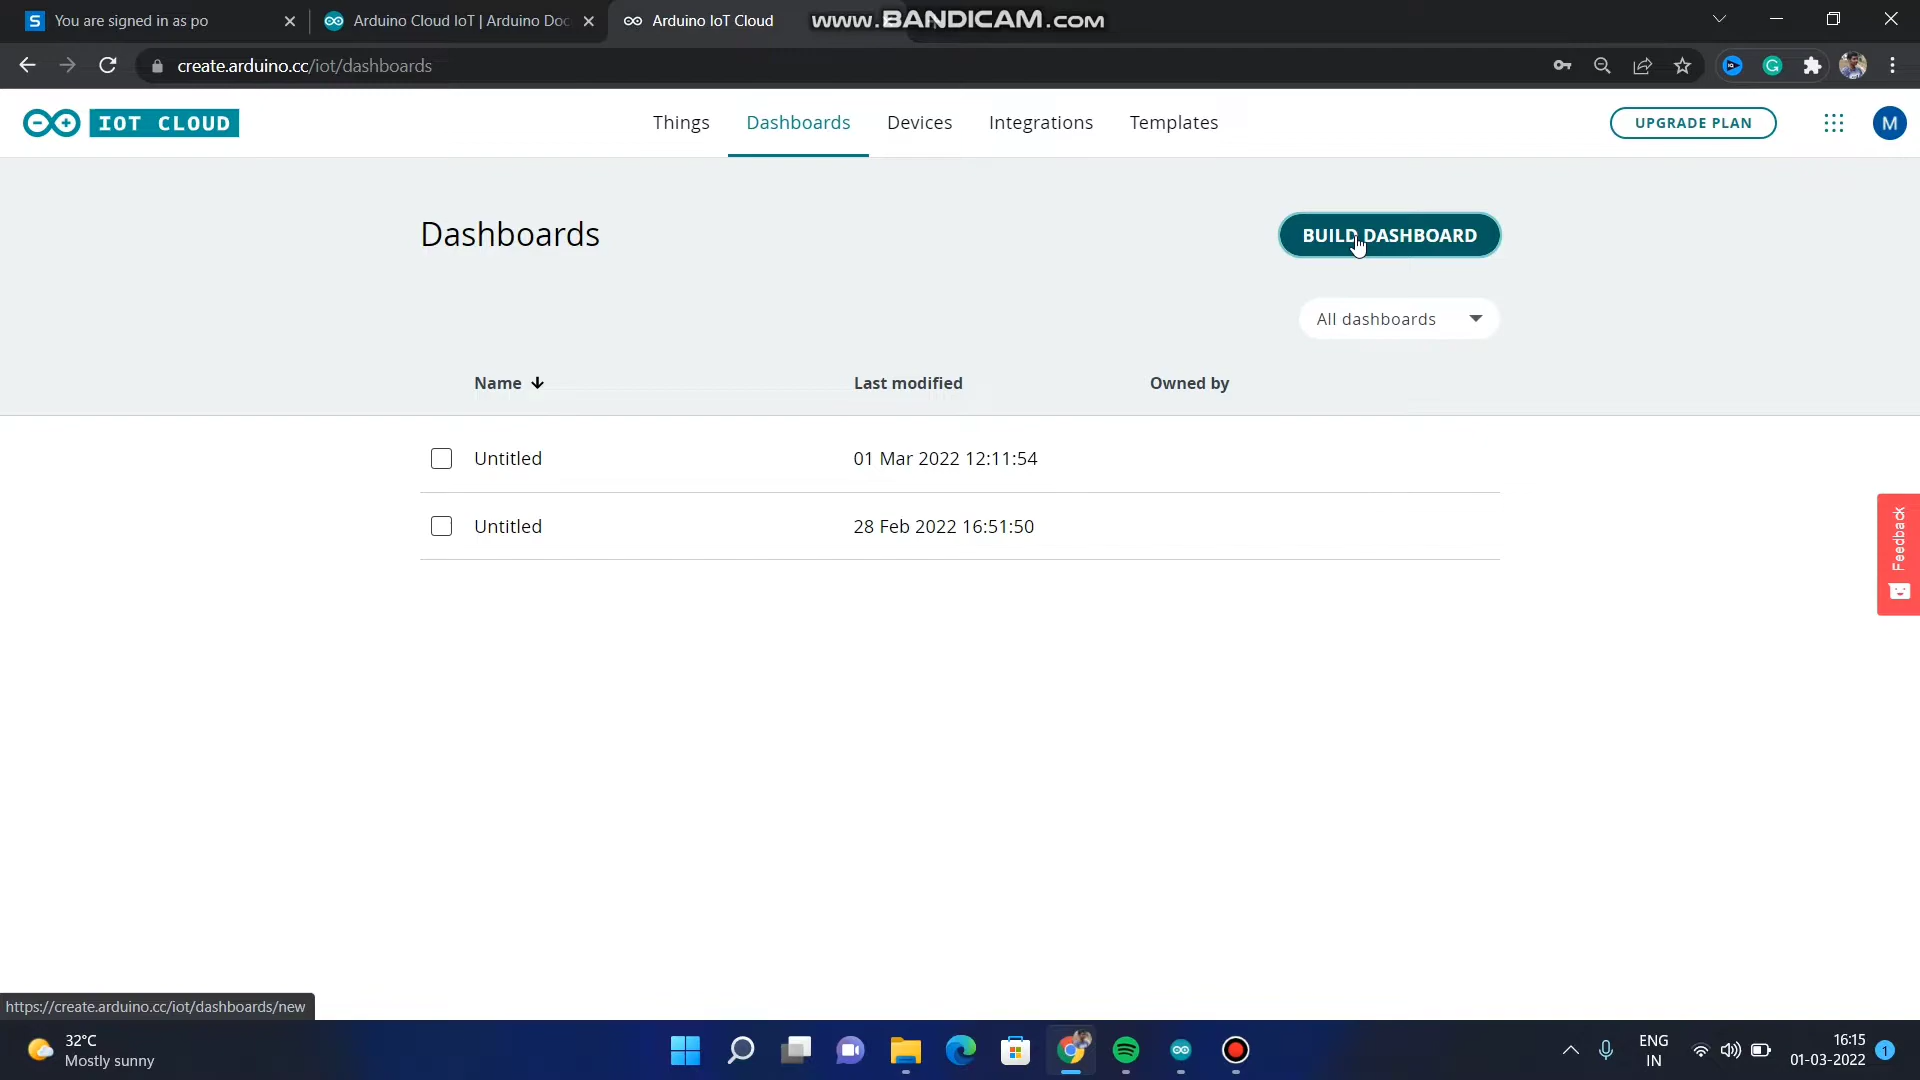 You are signed in as po
Arduino Cloud IoT | Arduino Doc
Arduino IoT Cloud
www.BANDICAM.com
create.arduino.cc/iot/dashboards
IOT CLOUD
Things
Dashboards
Devices
Integrations
Templates
UPGRADE PLAN
M
Dashboards
BUILD DASHBOARD
All dashboards
Name
Last modified
Owned by
Untitled
01 Mar 2022 12:11:54
Untitled
28 Feb 2022 16:51:50
Feedback
https://create.arduino.cc/iot/dashboards/new
32°C
Mostly sunny
ENG
IN
16:15
01-03-2022
1